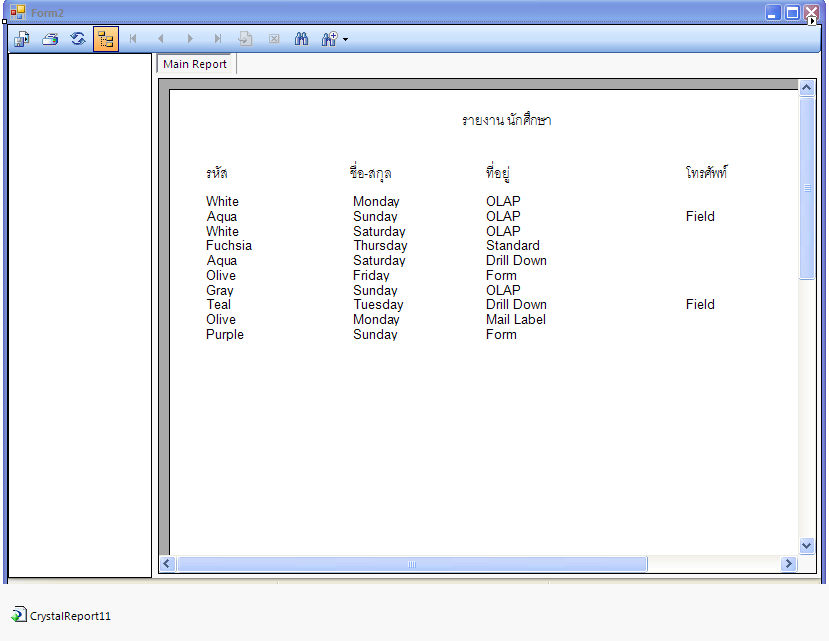 Form2
Main Report
รายงาน นักศึกษา
รหัส ชื่อ-สกุล ที่อยู่ โทรศัพท์
White Monday OLAP
Aqua Sunday OLAP Field
White Saturday OLAP
Fuchsia Thursday Standard
Aqua Saturday Drill Down
Olive Friday Form
Gray Sunday OLAP
Teal Tuesday Drill Down Field
Olive Monday Mail Label
Purple Sunday Form
CrystalReport11